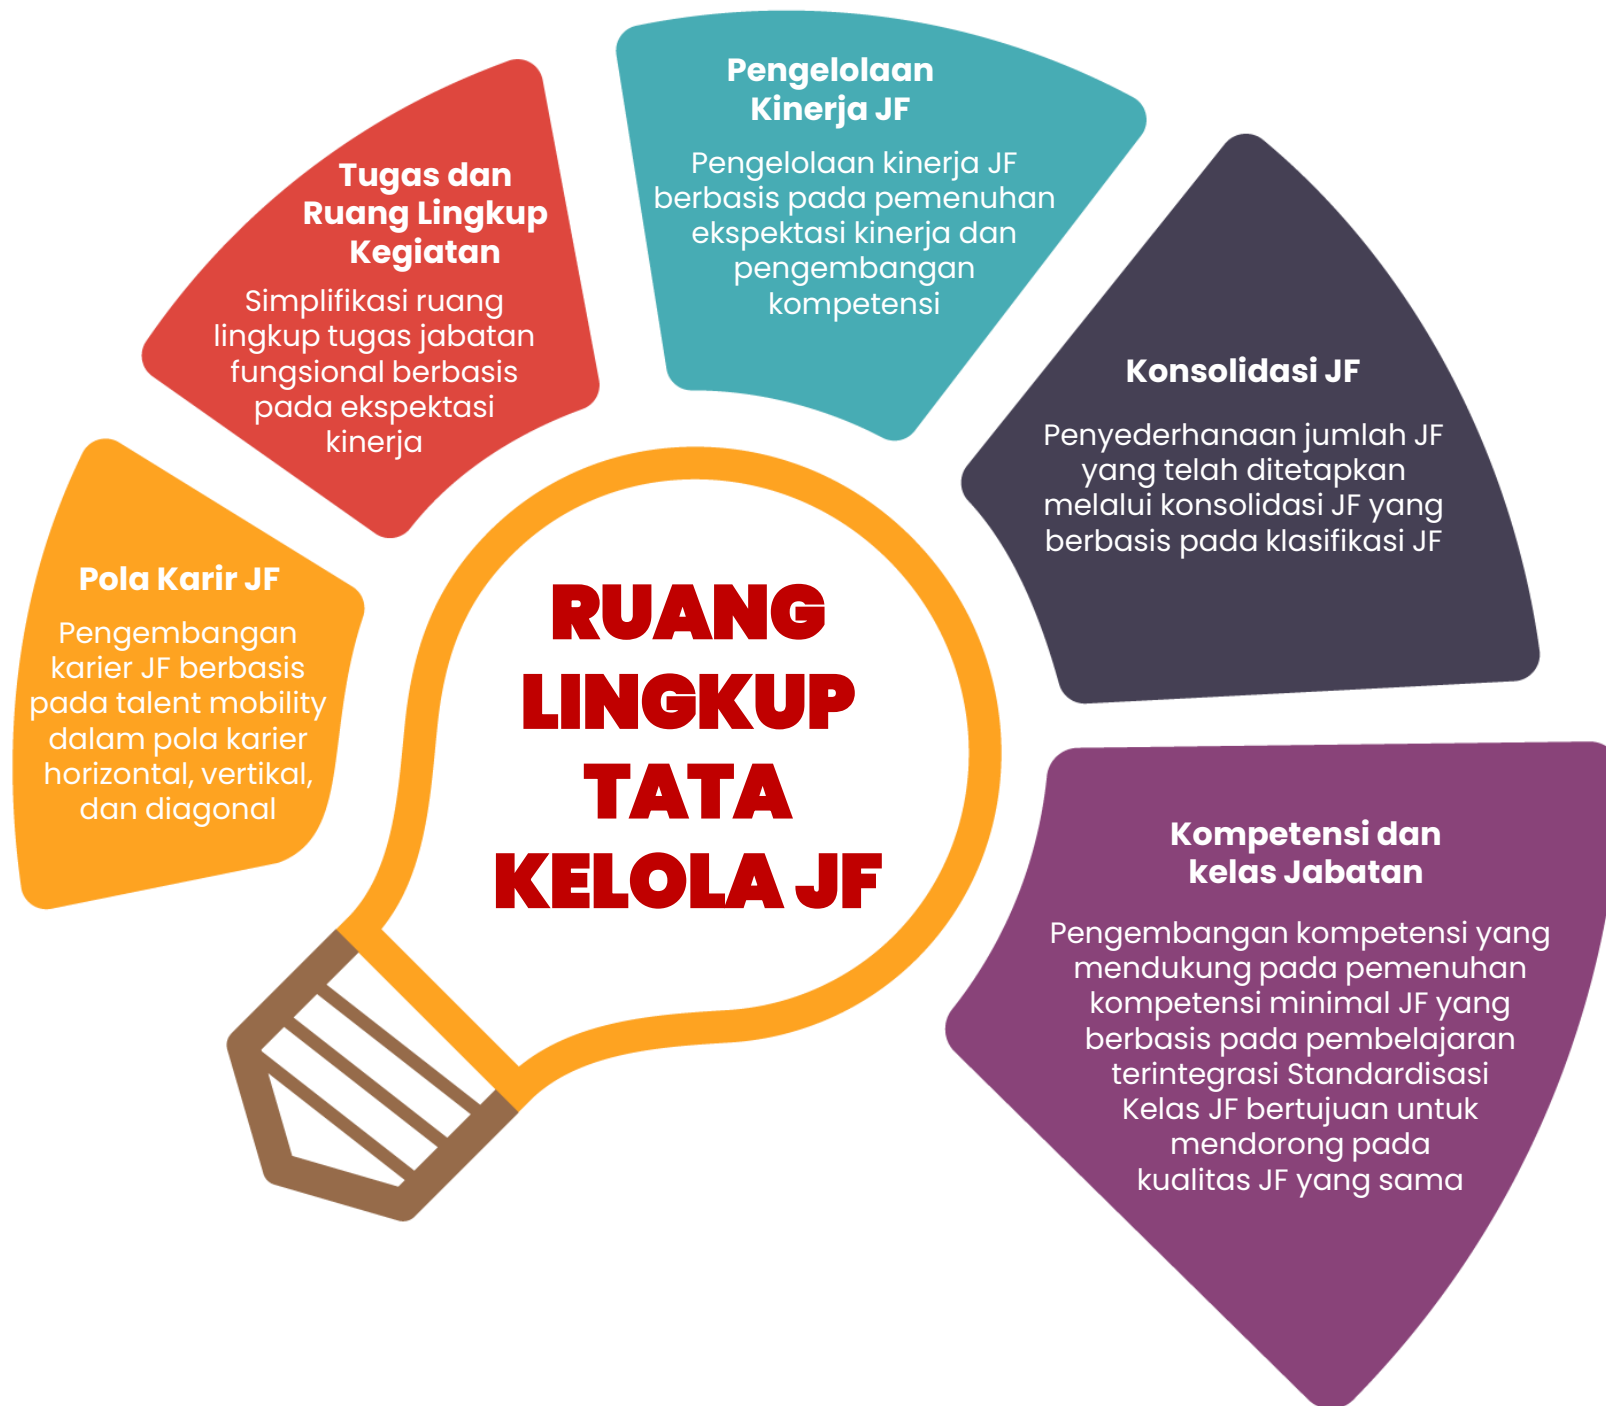 Pengelolaan
Kinerja JF
Pengelolaan kinerja JF
berbasis pada pemenuhan
ekspektasi kinerja dan
pengembangan
kompetensi
Tugas dan
Ruang Lingkup
Kegiatan
Simplifikasi ruang
lingkup tugas jabatan
fungsional berbasis
pada ekspektasi
kinerja
Konsolidasi JF
Penyederhanaan jumlah JF
yang telah ditetapkan
melalui konsolidasi JF yang
berbasis pada klasifikasi JF
Pola Karir JF
Pengembangan
karier JF berbasis
pada talent mobility
dalam pola karier
horizontal, vertikal,
dan diagonal
RUANG
LINGKUP
TATA
KELOLA JF
Kompetensi dan
kelas Jabatan
Pengembangan kompetensi yang
mendukung pada pemenuhan
kompetensi minimal JF yang
berbasis pada pembelajaran
terintegrasi Standardisasi
Kelas JF bertujuan untuk
mendorong pada
kualitas JF yang sama